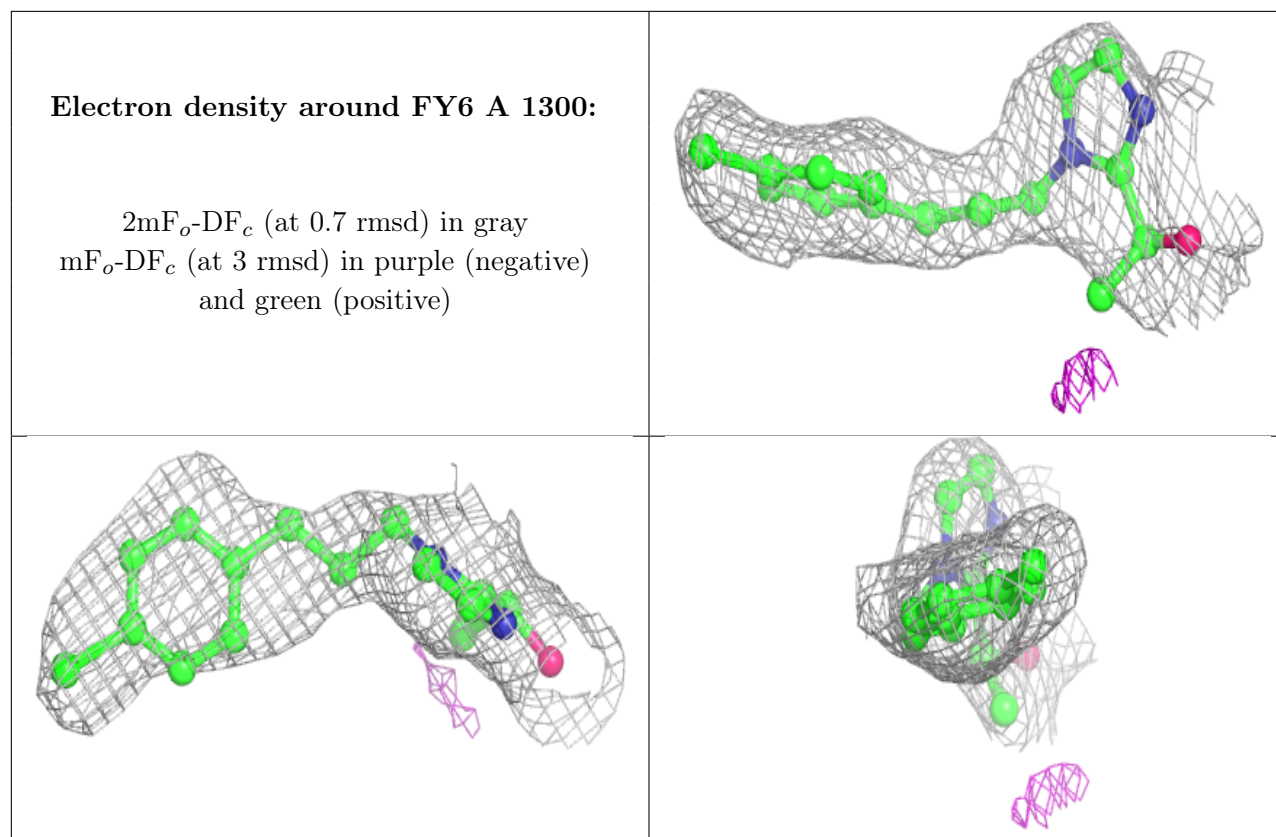 Electron density around FY6 A 1300:
2mFo-DFc (at 0.7 rmsd) in gray
mFo-DFc (at 3 rmsd) in purple (negative)
and green (positive)